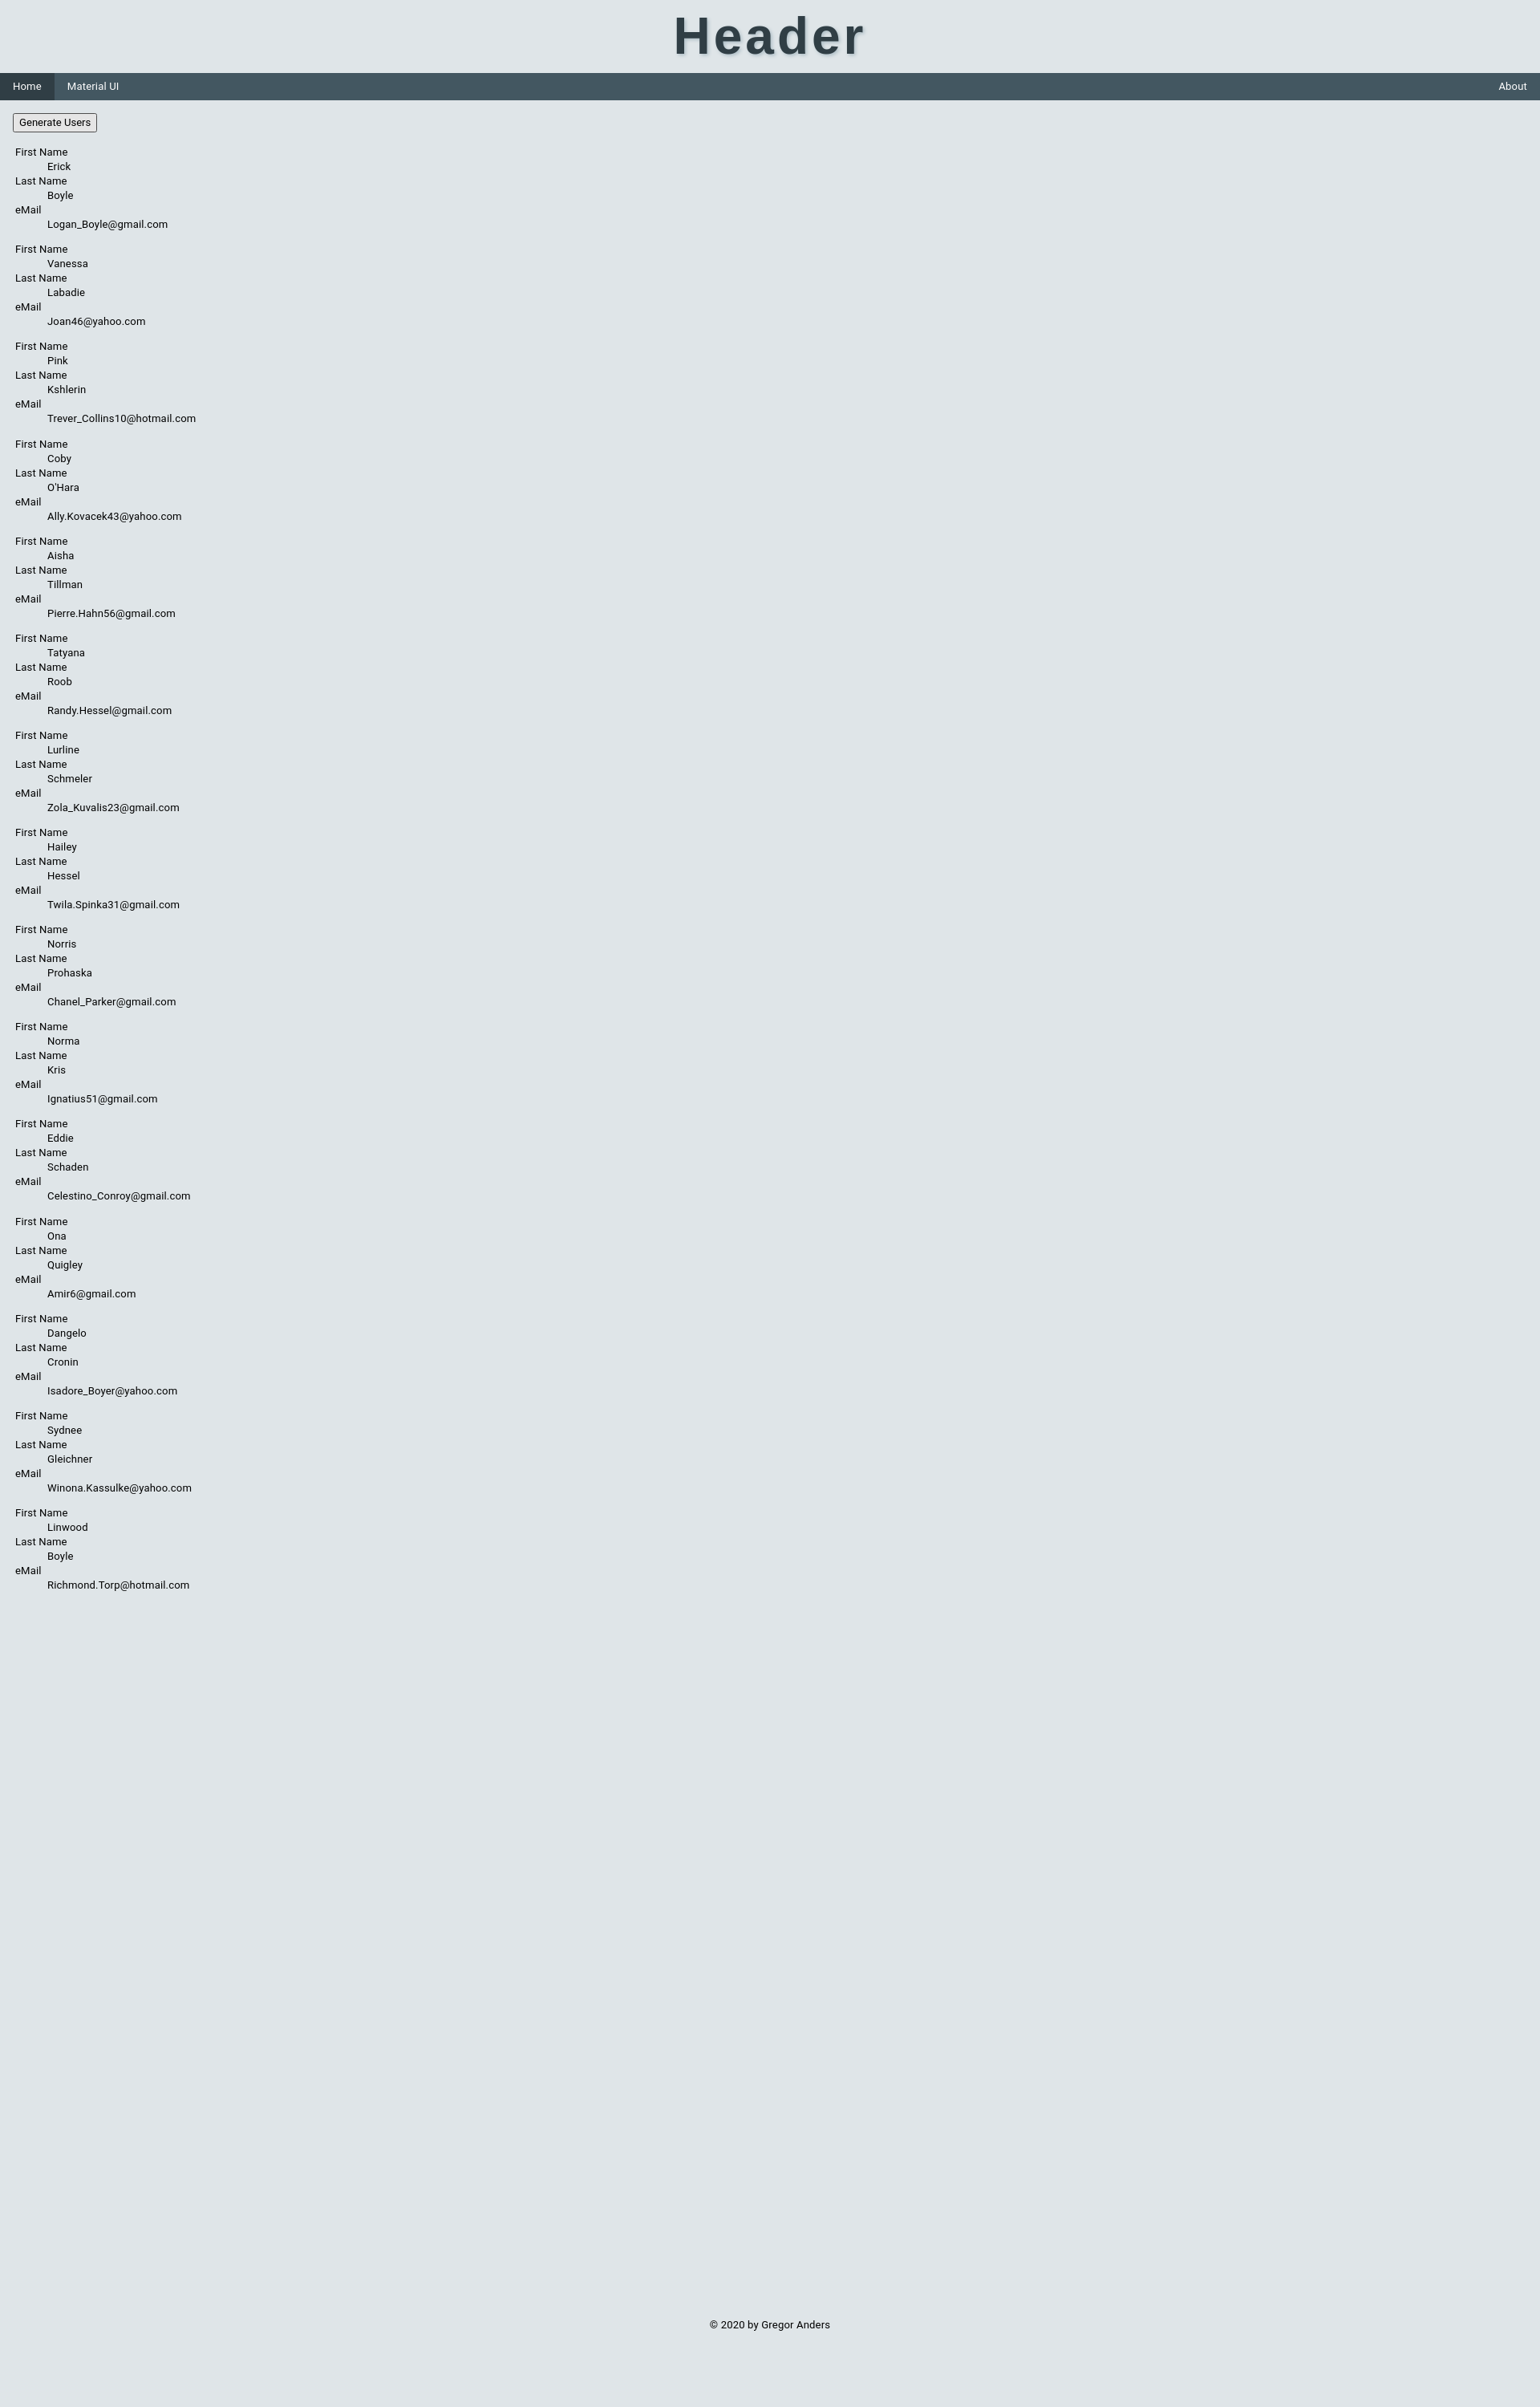 Header
Home Material UI About
Generate Users
First Name
Erick
Last Name
Boyle
eMail
Logan_Boyle@gmail.com
First Name
Vanessa
Last Name
Labadie
eMail
Joan46@yahoo.com
First Name
Pink
Last Name
Kshlerin
eMail
Trever_Collins10@hotmail.com
First Name
Coby
Last Name
O'Hara
eMail
Ally.Kovacek43@yahoo.com
First Name
Aisha
Last Name
Tillman
eMail
Pierre.Hahn56@gmail.com
First Name
Tatyana
Last Name
Roob
eMail
Randy.Hessel@gmail.com
First Name
Lurline
Last Name
Schmeler
eMail
Zola_Kuvalis23@gmail.com
First Name
Hailey
Last Name
Hessel
eMail
Twila.Spinka31@gmail.com
First Name
Norris
Last Name
Prohaska
eMail
Chanel_Parker@gmail.com
First Name
Norma
Last Name
Kris
eMail
Ignatius51@gmail.com
First Name
Eddie
Last Name
Schaden
eMail
Celestino_Conroy@gmail.com
First Name
Ona
Last Name
Quigley
eMail
Amir6@gmail.com
First Name
Dangelo
Last Name
Cronin
eMail
Isadore_Boyer@yahoo.com
First Name
Sydnee
Last Name
Gleichner
eMail
Winona.Kassulke@yahoo.com
First Name
Linwood
Last Name
Boyle
eMail
Richmond.Torp@hotmail.com
© 2020 by Gregor Anders